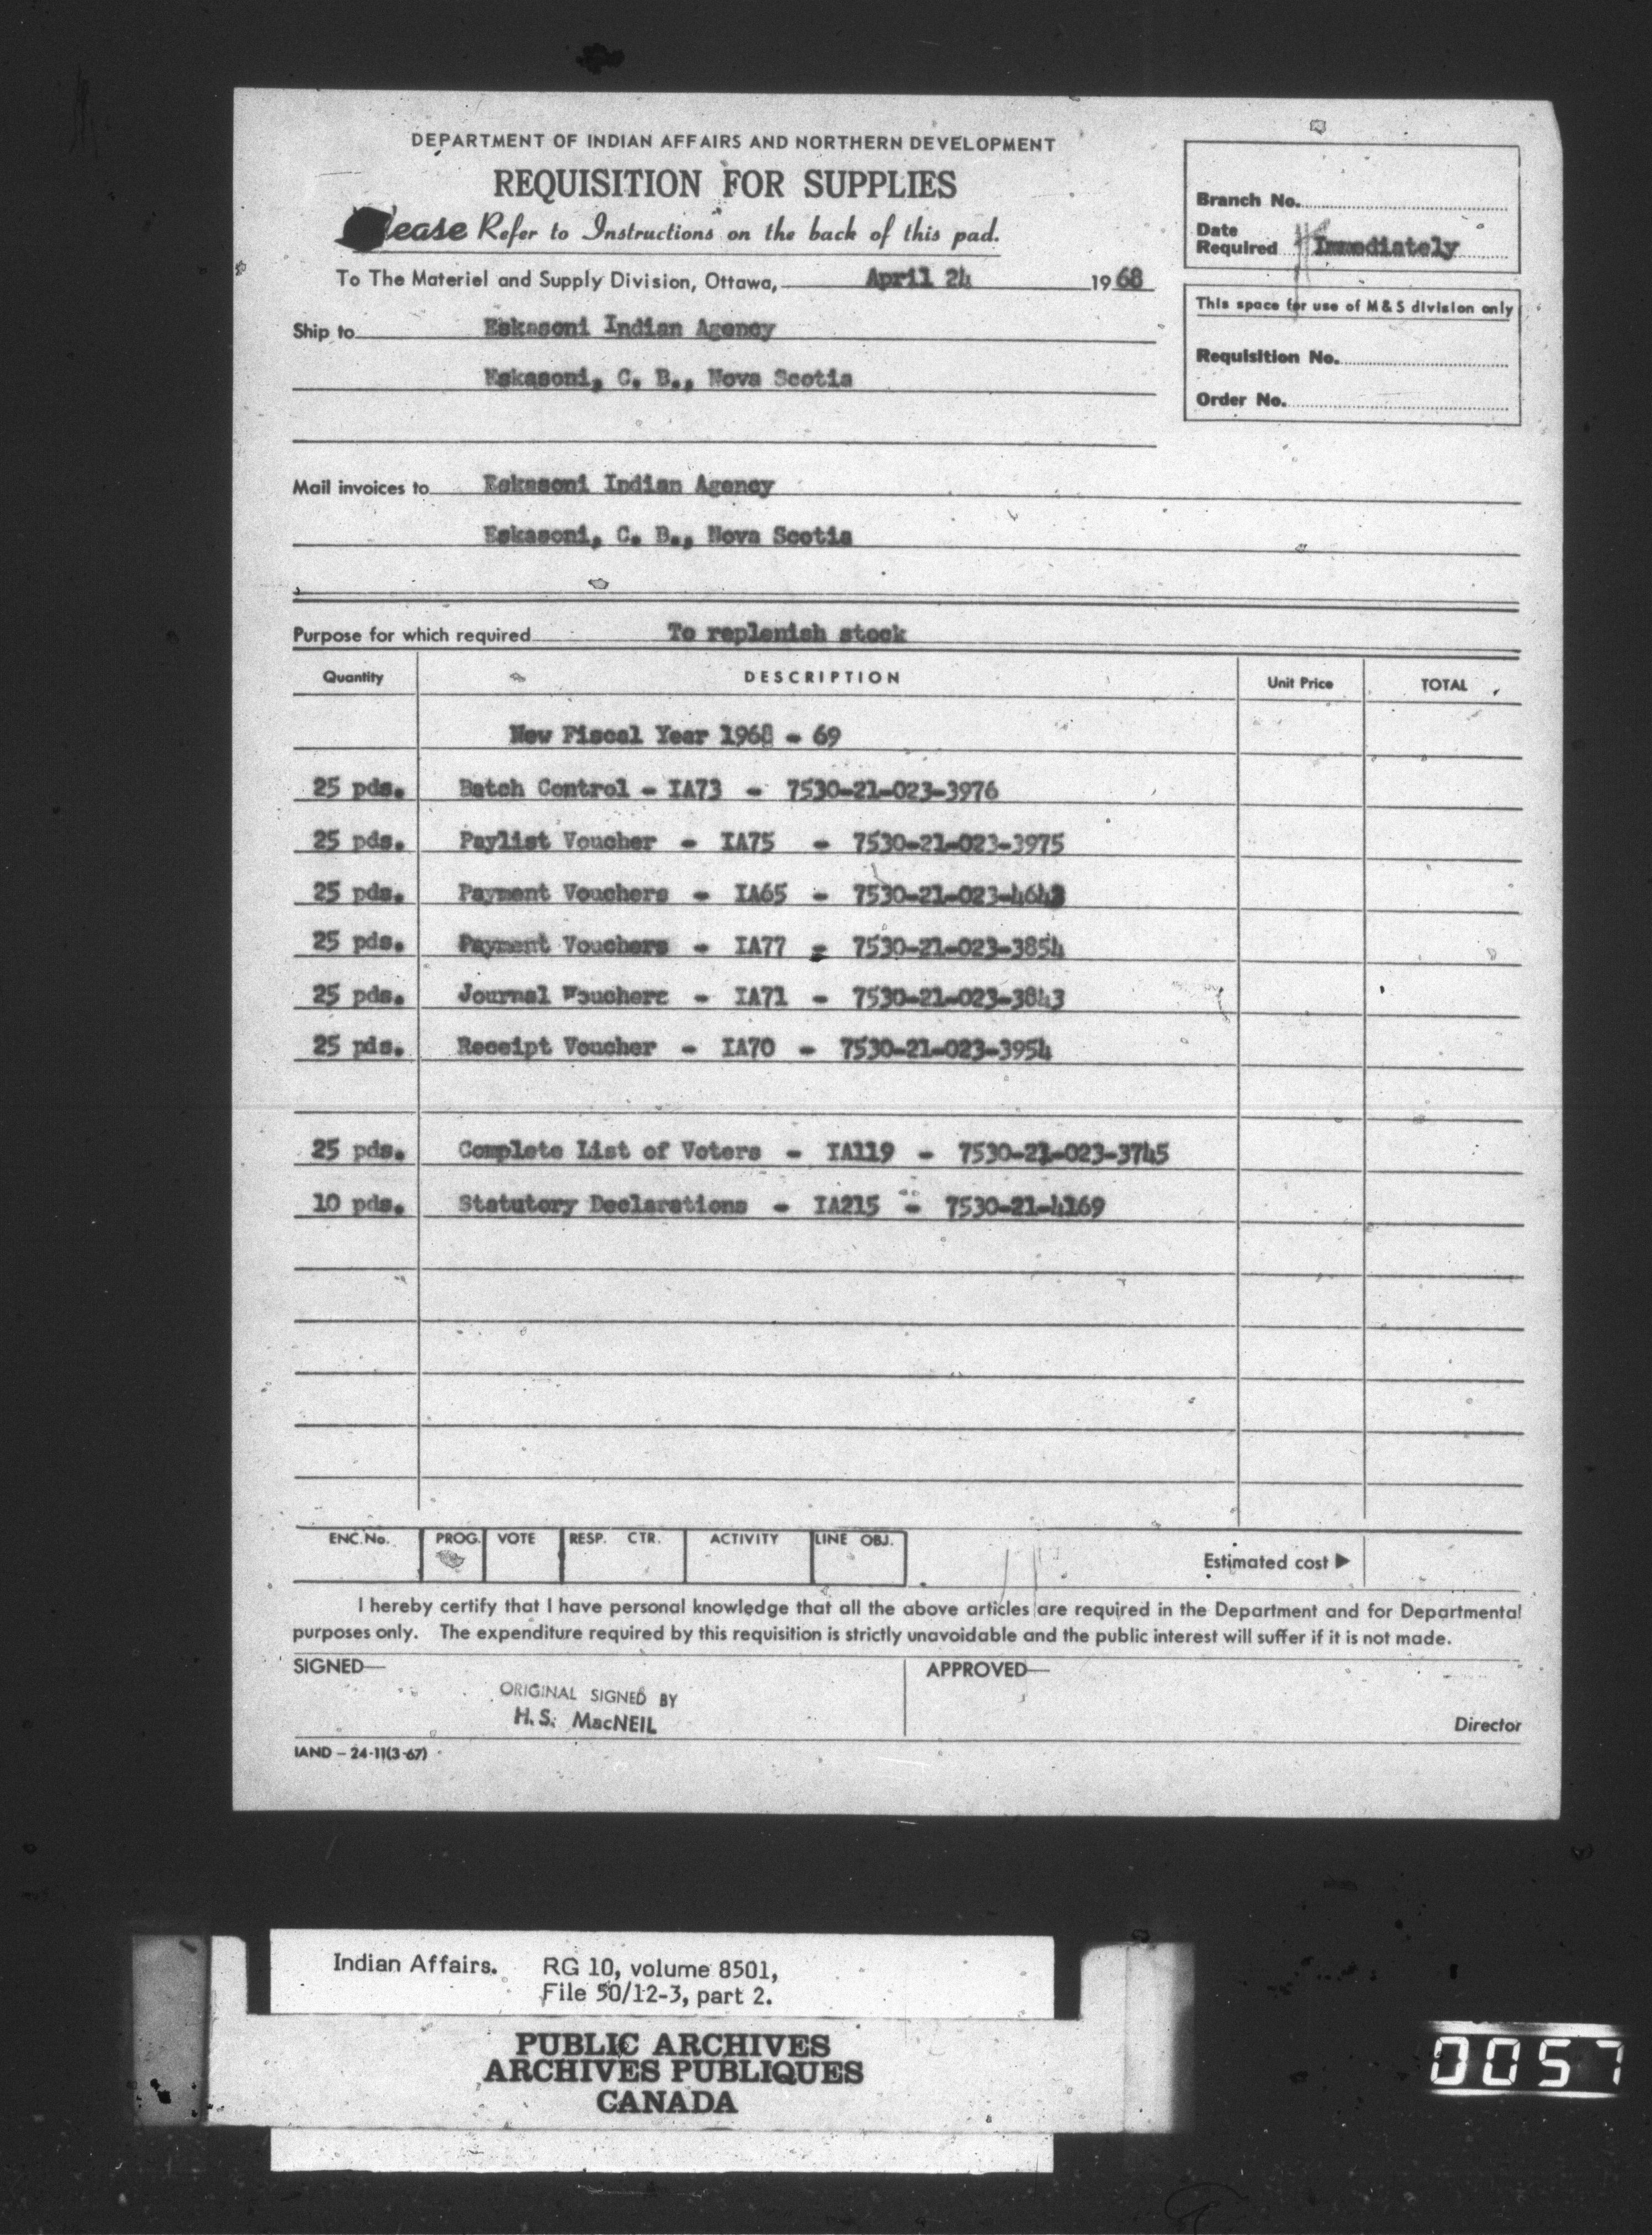 DEPARTMENT OF INDIAN AFFAIRS AND NORTHERN DEVELOPMENT
REQUISITION FOR SUPPLIES
Please Refer to Instructions on the back of this pad.
Branch No.
Date Required Immediately
To The Materiel and Supply Division, Ottawa, April 24 1968
This space for use of M & S division only
Ship to Eskasoni Indian Agency
Requisition No.
Eskasoni, C. B., Nova Scotia
Order No.
Mail invoices to Eskasoni Indian Agency
Eskasoni, C. B., Nova Scotia
Purpose for which required To replenish stock
Quantity DESCRIPTION Unit Price TOTAL
New Fiscal Year 1968 - 69
25 pds. Batch Control - IA73 - 7530-21-023-3976
25 pds. Paylist Voucher - IA75 - 7530-21-023-3975
25 pds. Payment Vouchers - IA65 - 7530-21-023-4643
25 pds. Payment Vouchers - IA77 - 7530-21-023-3854
25 pds. Journal Vouchers - IA71 - 7530-21-023-3843
25 pds. Receipt Voucher - IA70 - 7530-21-023-3954
25 pds. Complete List of Voters - IA119 - 7530-21-023-3745
10 pds. Statutory Declarations - IA215 - 7530-21-4169
ENC. No. PROG. VOTE RESP. CTR. ACTIVITY LINE OBJ.
Estimated cost ▶
I hereby certify that I have personal knowledge that all the above articles are required in the Department and for Departmental
purposes only. The expenditure required by this requisition is strictly unavoidable and the public interest will suffer if it is not made.
SIGNED— APPROVED—
ORIGINAL SIGNED BY
H. S. MacNEIL
Director
IAND - 24-11(3-67)
Indian Affairs. RG 10, volume 8501,
File 50/12-3, part 2.
PUBLIC ARCHIVES
ARCHIVES PUBLIQUES
CANADA
0057